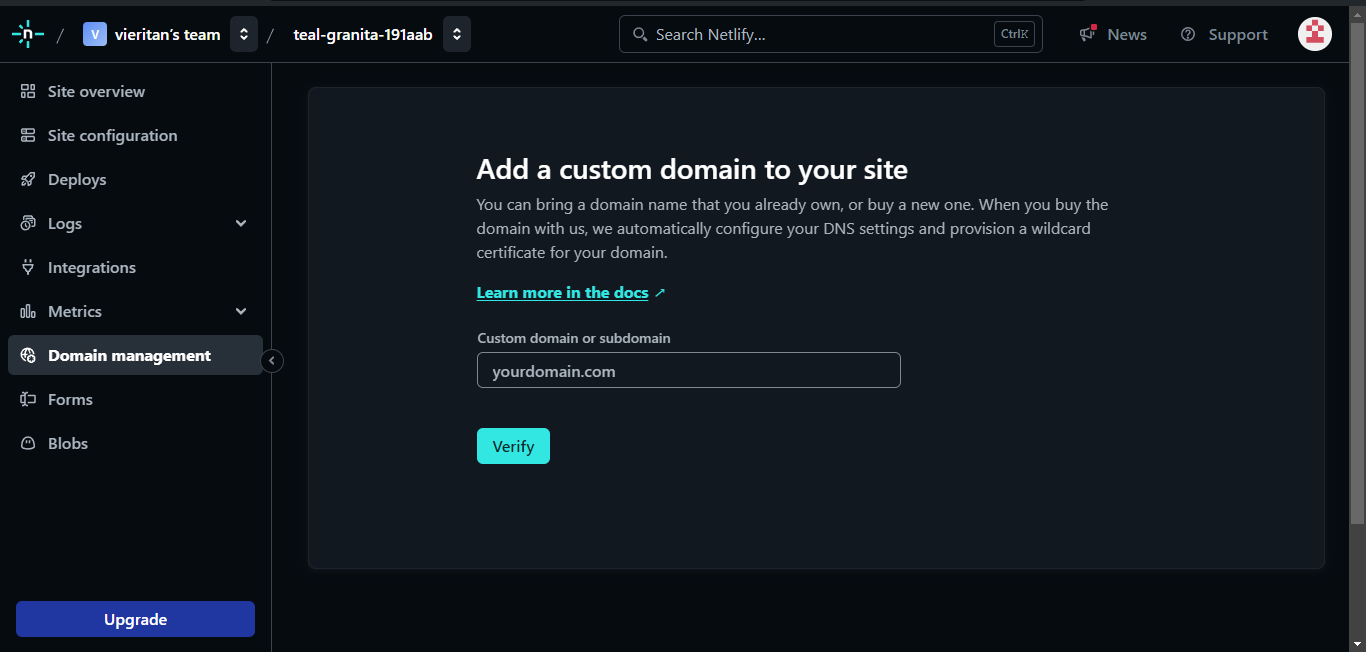 n / V vieritan's team / teal-granita-191aab
Search Netlify... CtrlK
News Support
Site overview
Site configuration
Deploys
Logs
Integrations
Metrics
Domain management
Forms
Blobs
Upgrade
Add a custom domain to your site
You can bring a domain name that you already own, or buy a new one. When you buy the
domain with us, we automatically configure your DNS settings and provision a wildcard
certificate for your domain.
Learn more in the docs ↗
Custom domain or subdomain
yourdomain.com
Verify